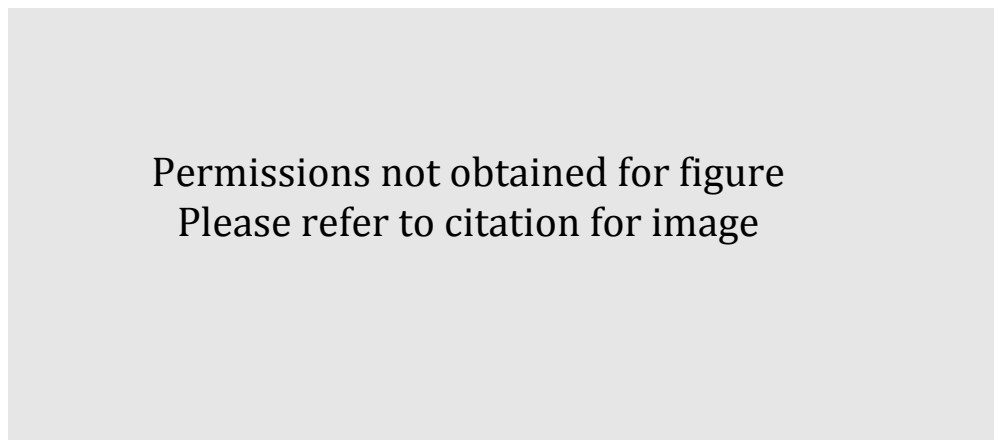 Permissions not obtained for figure
Please refer to citation for image